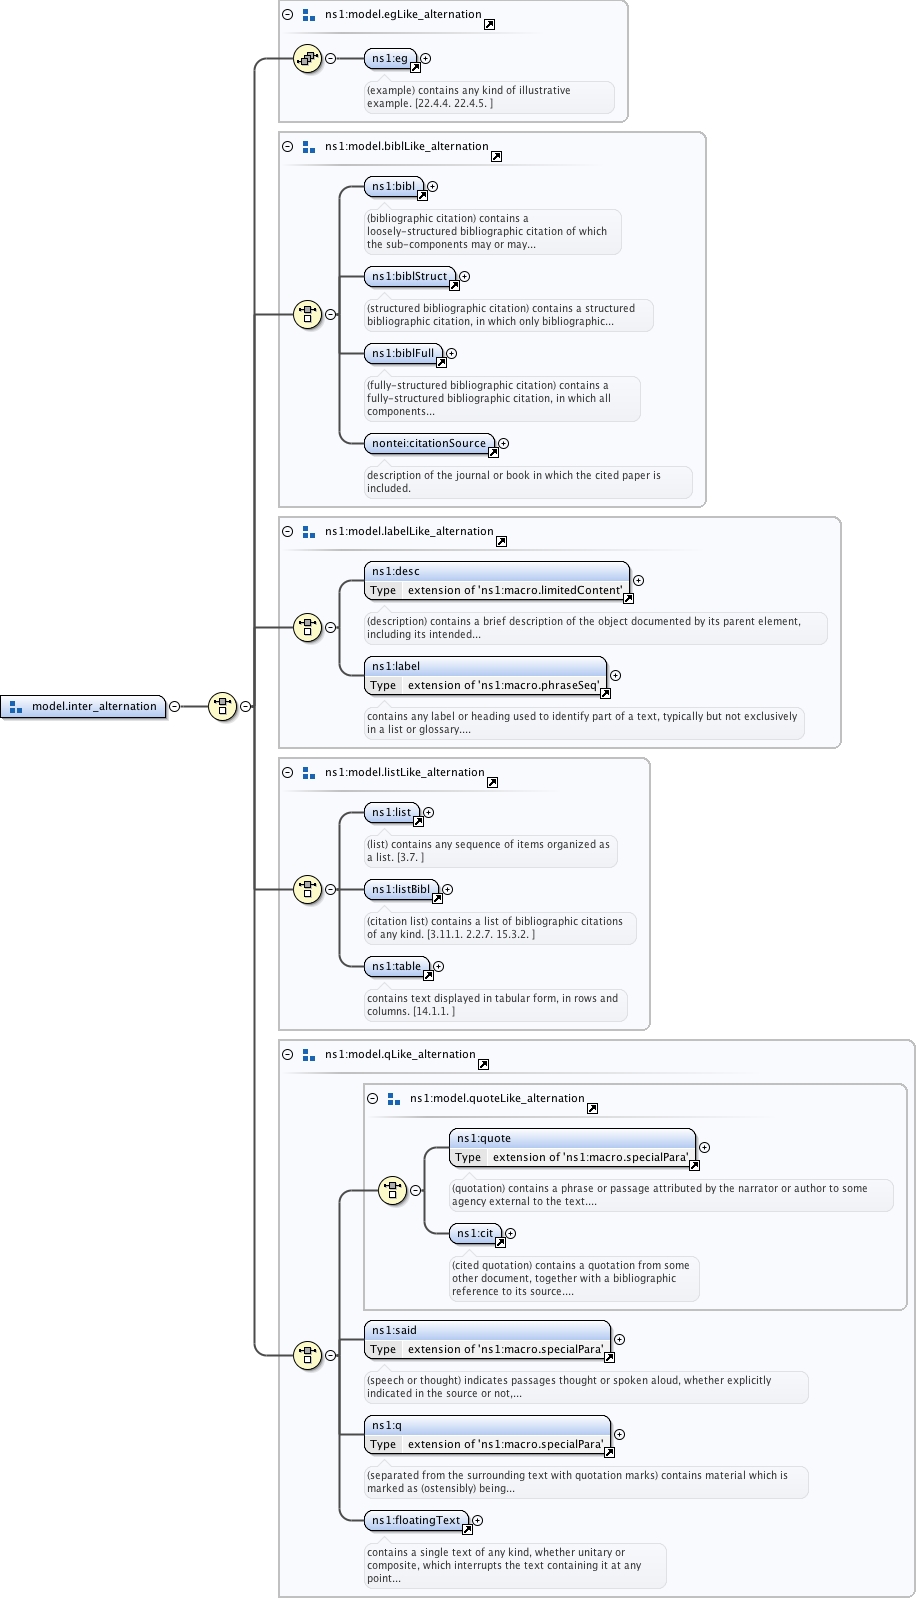 ns1:model.egLike_alternation
ns1:eg
(example) contains any kind of illustrative
example. [22.4.4. 22.4.5. ]
ns1:model.biblLike_alternation
ns1:bibl
(bibliographic citation) contains a
loosely-structured bibliographic citation of which
the sub-components may or may...
ns1:biblStruct
(structured bibliographic citation) contains a structured
bibliographic citation, in which only bibliographic...
ns1:biblFull
(fully-structured bibliographic citation) contains a
fully-structured bibliographic citation, in which all
components...
nontei:citationSource
description of the journal or book in which the cited paper is
included.
ns1:model.labelLike_alternation
ns1:desc
Type extension of 'ns1:macro.limitedContent'
(description) contains a brief description of the object documented by its parent element,
including its intended...
ns1:label
Type extension of 'ns1:macro.phraseSeq'
contains any label or heading used to identify part of a text, typically but not exclusively
in a list or glossary....
model.inter_alternation
ns1:model.listLike_alternation
ns1:list
(list) contains any sequence of items organized as
a list. [3.7. ]
ns1:listBibl
(citation list) contains a list of bibliographic citations
of any kind. [3.11.1. 2.2.7. 15.3.2. ]
ns1:table
contains text displayed in tabular form, in rows and
columns. [14.1.1. ]
ns1:model.qLike_alternation
ns1:model.quoteLike_alternation
ns1:quote
Type extension of 'ns1:macro.specialPara'
(quotation) contains a phrase or passage attributed by the narrator or author to some
agency external to the text....
ns1:cit
(cited quotation) contains a quotation from some
other document, together with a bibliographic
reference to its source....
ns1:said
Type extension of 'ns1:macro.specialPara'
(speech or thought) indicates passages thought or spoken aloud, whether explicitly
indicated in the source or not,...
ns1:q
Type extension of 'ns1:macro.specialPara'
(separated from the surrounding text with quotation marks) contains material which is
marked as (ostensibly) being...
ns1:floatingText
contains a single text of any kind, whether unitary or
composite, which interrupts the text containing it at any
point...